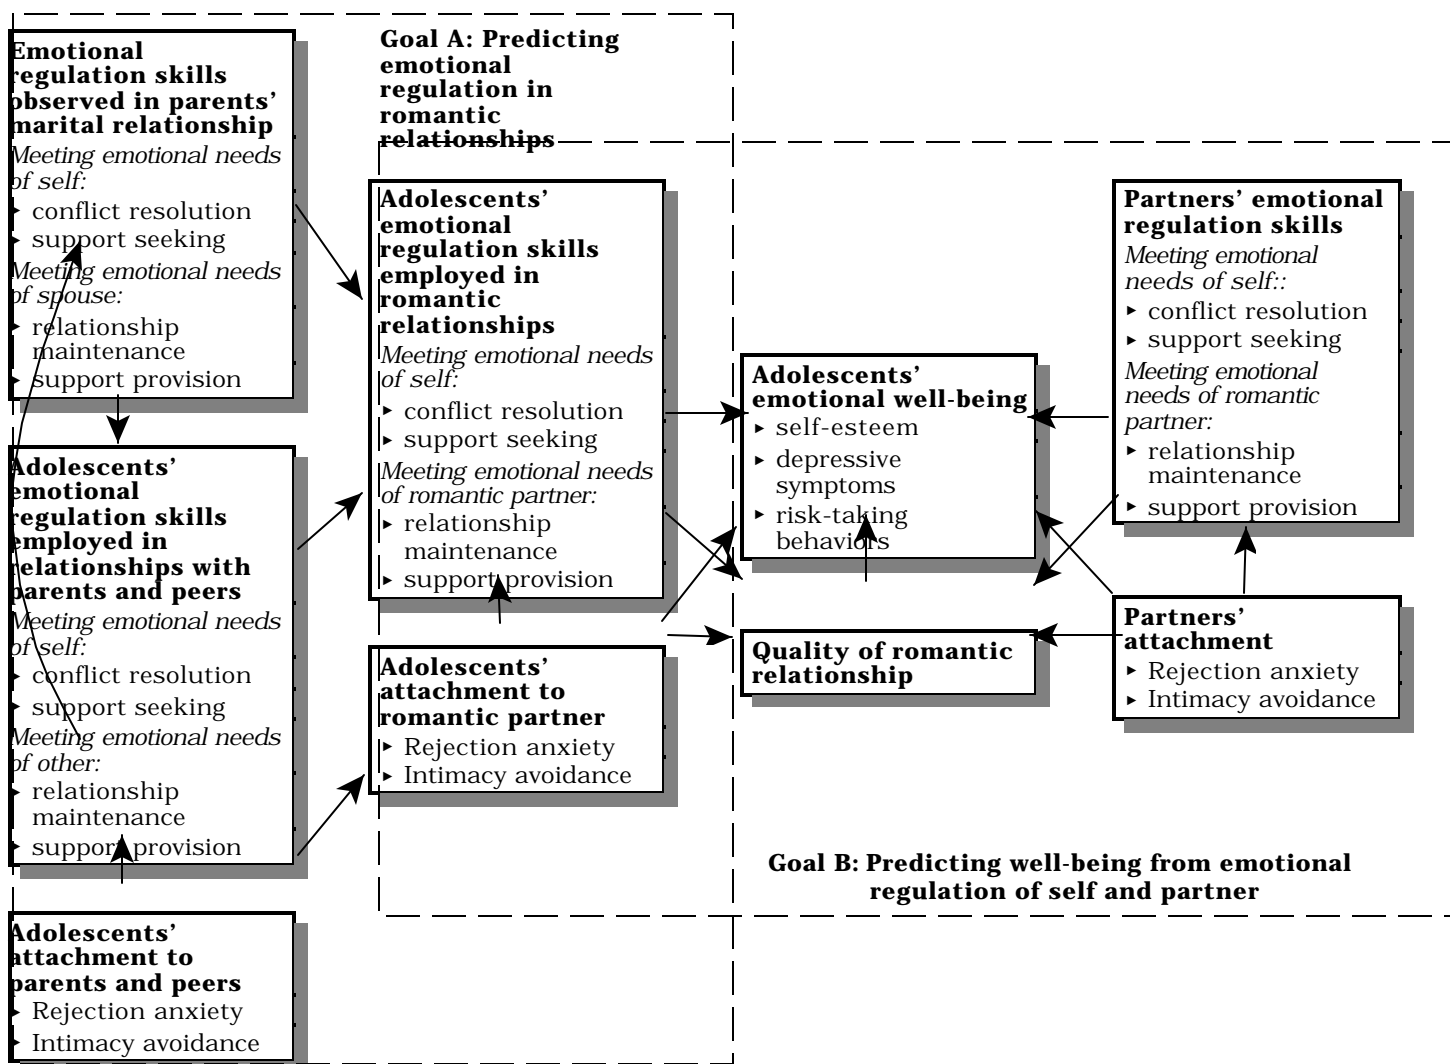 Goal A: Predicting
emotional
regulation in
romantic
relationships
Emotional
regulation skills
observed in parents’
marital relationship
Meeting emotional needs
of self:
▸ conflict resolution
▸ support seeking
Meeting emotional needs
of spouse:
▸ relationship
maintenance
▸ support provision
Adolescents’
emotional
regulation skills
employed in
relationships with
parents and peers
Meeting emotional needs
of self:
▸ conflict resolution
▸ support seeking
Meeting emotional needs
of other:
▸ relationship
maintenance
▸ support provision
Adolescents’
attachment to
parents and peers
▸ Rejection anxiety
▸ Intimacy avoidance
Adolescents’
emotional
regulation skills
employed in
romantic
relationships
Meeting emotional needs
of self:
▸ conflict resolution
▸ support seeking
Meeting emotional needs
of romantic partner:
▸ relationship
maintenance
▸ support provision
Adolescents’
attachment to
romantic partner
▸ Rejection anxiety
▸ Intimacy avoidance
Adolescents’
emotional well-being
▸ self-esteem
▸ depressive
symptoms
▸ risk-taking
behaviors
Quality of romantic
relationship
Partners’ emotional
regulation skills
Meeting emotional
needs of self::
▸ conflict resolution
▸ support seeking
Meeting emotional
needs of romantic
partner:
▸ relationship
maintenance
▸ support provision
Partners’
attachment
▸ Rejection anxiety
▸ Intimacy avoidance
Goal B: Predicting well-being from emotional
regulation of self and partner